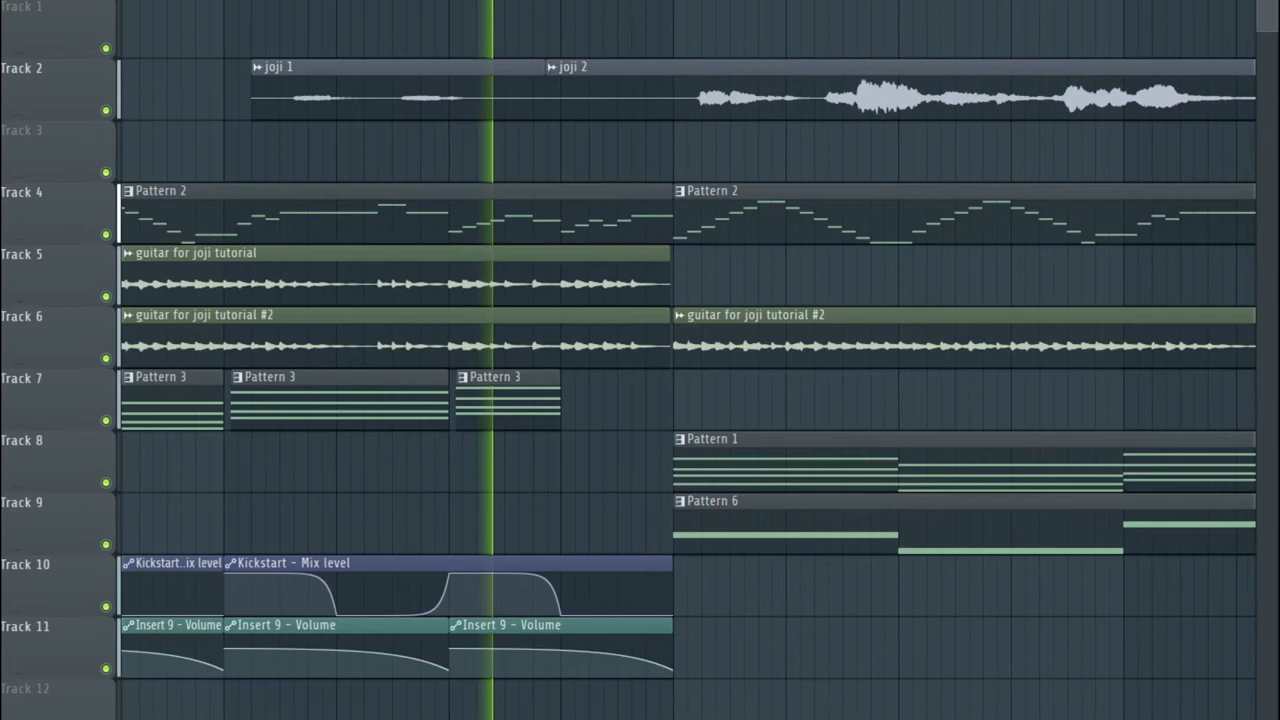 Track 1
Track 2
joji 1
joji 2
Track 3
Track 4
Pattern 2
Pattern 2
Track 5
guitar for joji tutorial
Track 6
guitar for joji tutorial #2
guitar for joji tutorial #2
Track 7
Pattern 3
Pattern 3
Pattern 3
Track 8
Pattern 1
Track 9
Pattern 6
Track 10
Kickstart..ix level
Kickstart - Mix level
Track 11
Insert 9 - Volume
Insert 9 - Volume
Insert 9 - Volume
Track 12